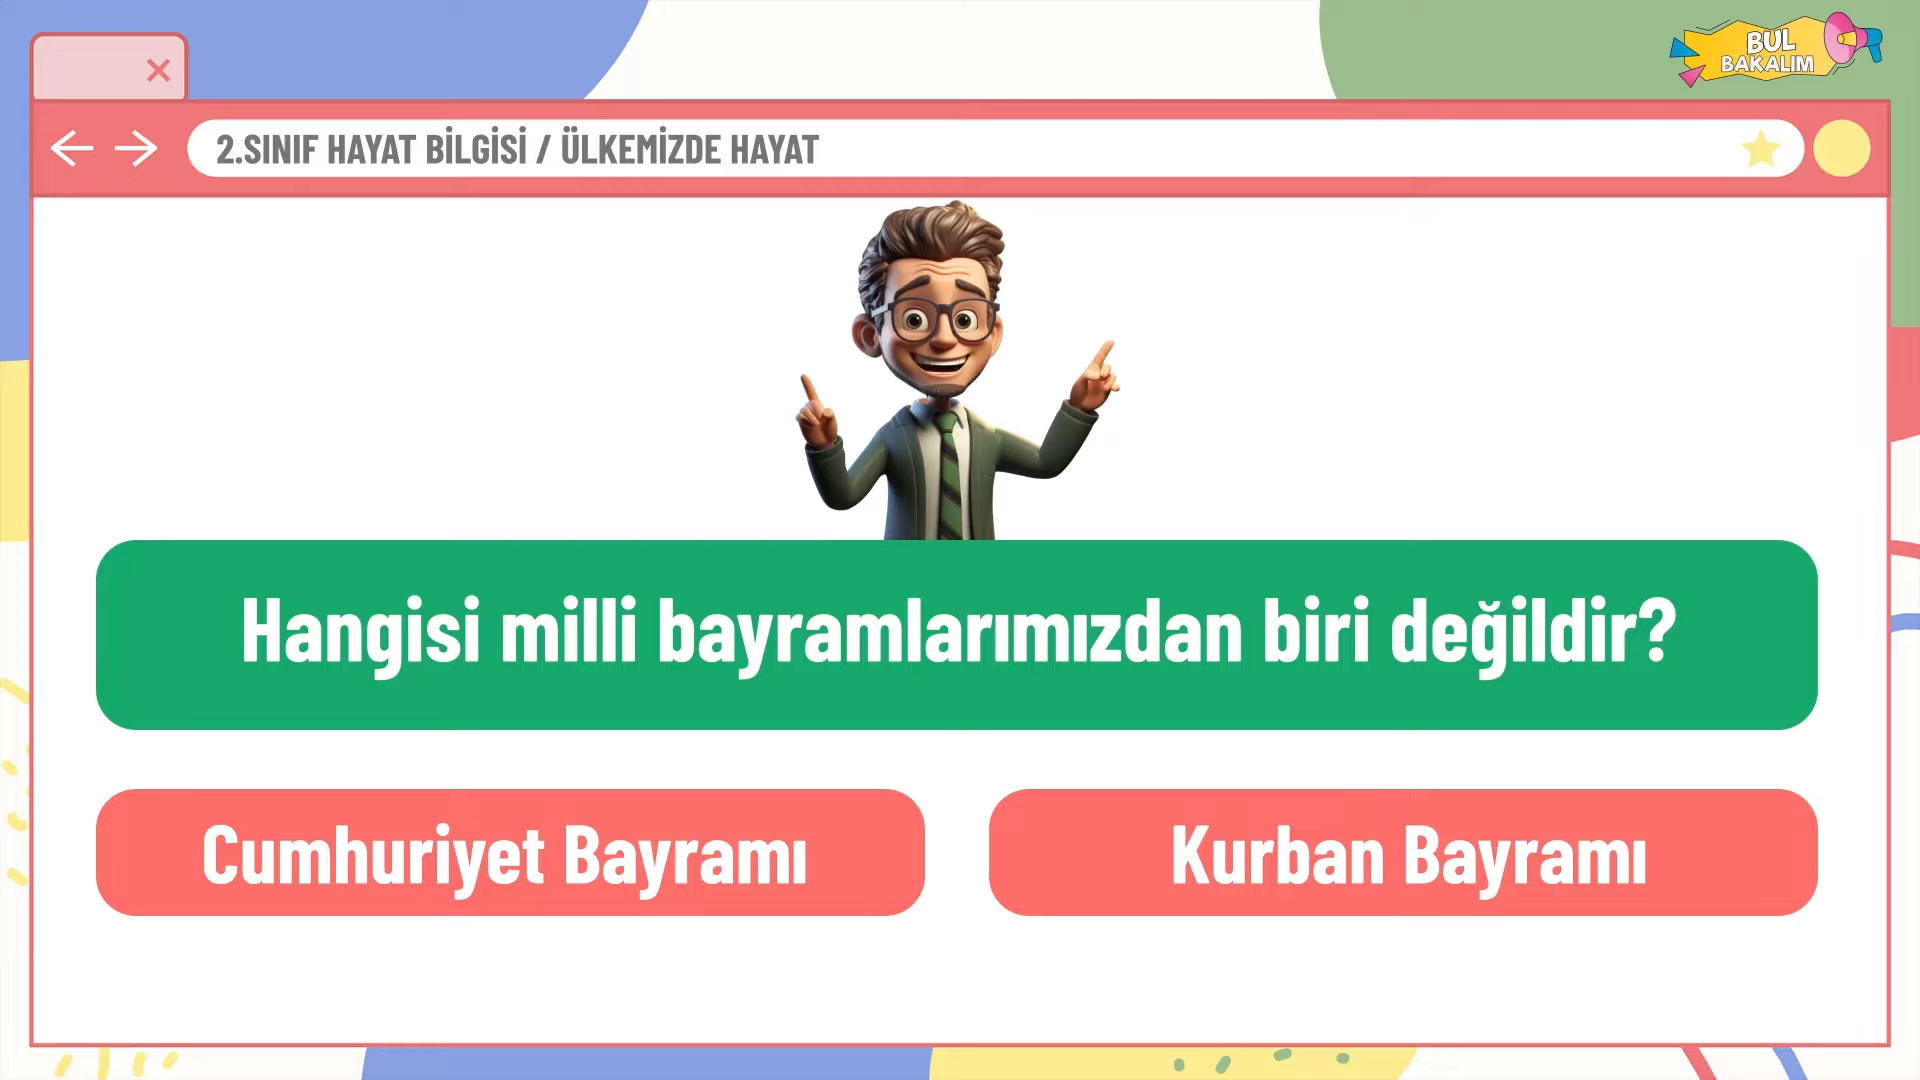 BUL
BAKALIM
2.SINIF HAYAT BİLGİSİ / ÜLKEMİZDE HAYAT
Hangisi milli bayramlarımızdan biri değildir?
Cumhuriyet Bayramı
Kurban Bayramı